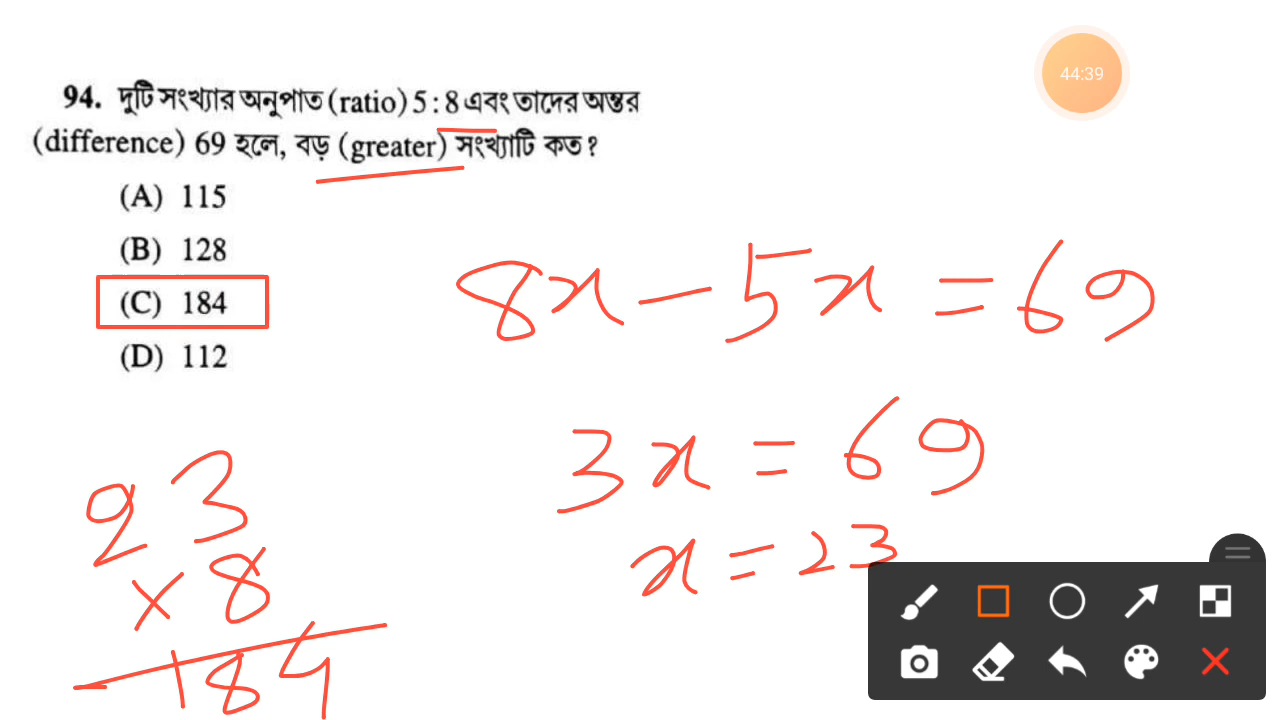 44:39
94. দুটি সংখ্যার অনুপাত (ratio) 5 : 8 এবং তাদের অন্তর
(difference) 69 হলে, বড় (greater) সংখ্যাটি কত ?
(A) 115
(B) 128
(C) 184
(D) 112
8x - 5x = 69
3x = 69
x = 23
23
×8
184